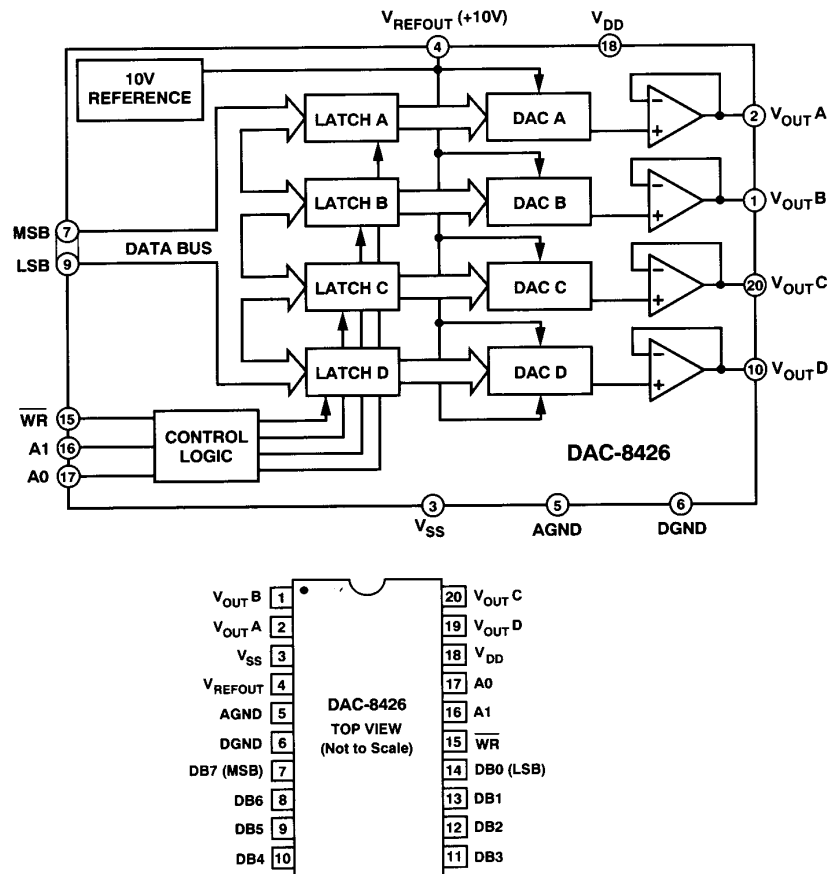 V_REFOUT (+10V)
V_DD
4
18
10V
REFERENCE
LATCH A
DAC A
−
+
2
V_OUT A
LATCH B
DAC B
−
+
1
V_OUT B
MSB
7
DATA BUS
LSB
9
LATCH C
DAC C
−
+
20
V_OUT C
LATCH D
DAC D
−
+
10
V_OUT D
WR
15
A1
16
A0
17
CONTROL
LOGIC
DAC-8426
3
5
6
V_SS
AGND
DGND
V_OUT B 1
20 V_OUT C
V_OUT A 2
19 V_OUT D
V_SS 3
18 V_DD
V_REFOUT 4
17 A0
AGND 5
16 A1
DGND 6
15 WR
DB7 (MSB) 7
14 DB0 (LSB)
DB6 8
13 DB1
DB5 9
12 DB2
DB4 10
11 DB3
DAC-8426
TOP VIEW
(Not to Scale)